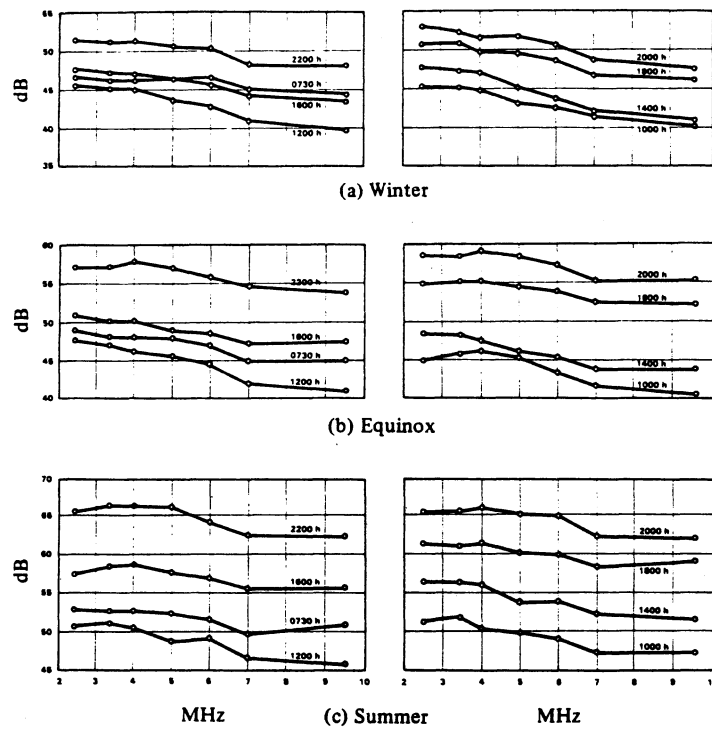 55
50
dB
45
40
35
2200 h
0730 h
1600 h
1200 h
2000 h
1800 h
1400 h
1000 h
(a) Winter
60
55
dB
50
45
40
2200 h
1600 h
0730 h
1200 h
2000 h
1800 h
1400 h
1000 h
(b) Equinox
70
65
60
dB
55
50
45
2200 h
1600 h
0730 h
1200 h
2000 h
1800 h
1400 h
1000 h
2 3 4 5 6 7 8 9 10
2 3 4 5 6 7 8 9 10
MHz (c) Summer MHz